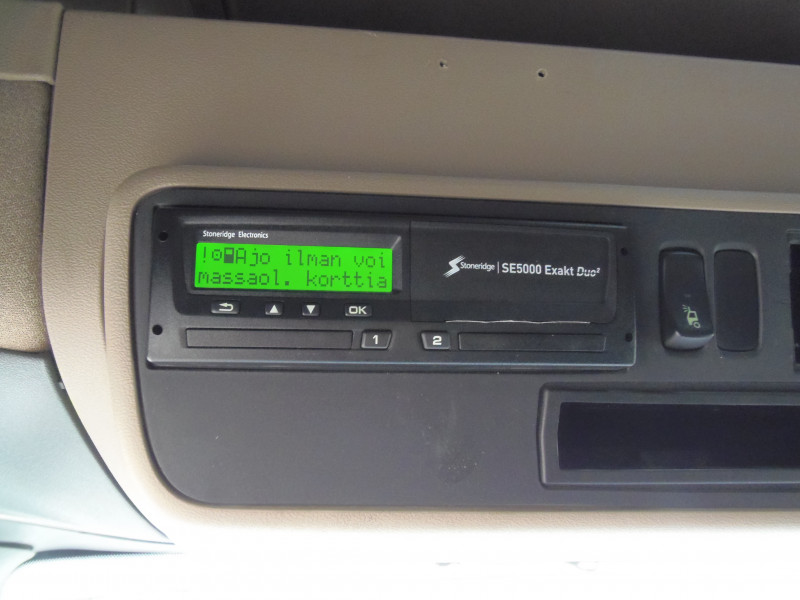 Stoneridge Electronics
!⊙■Ajo ilman voi
massaol. korttia
Stoneridge | SE5000 Exakt Duo²
OK
1 2